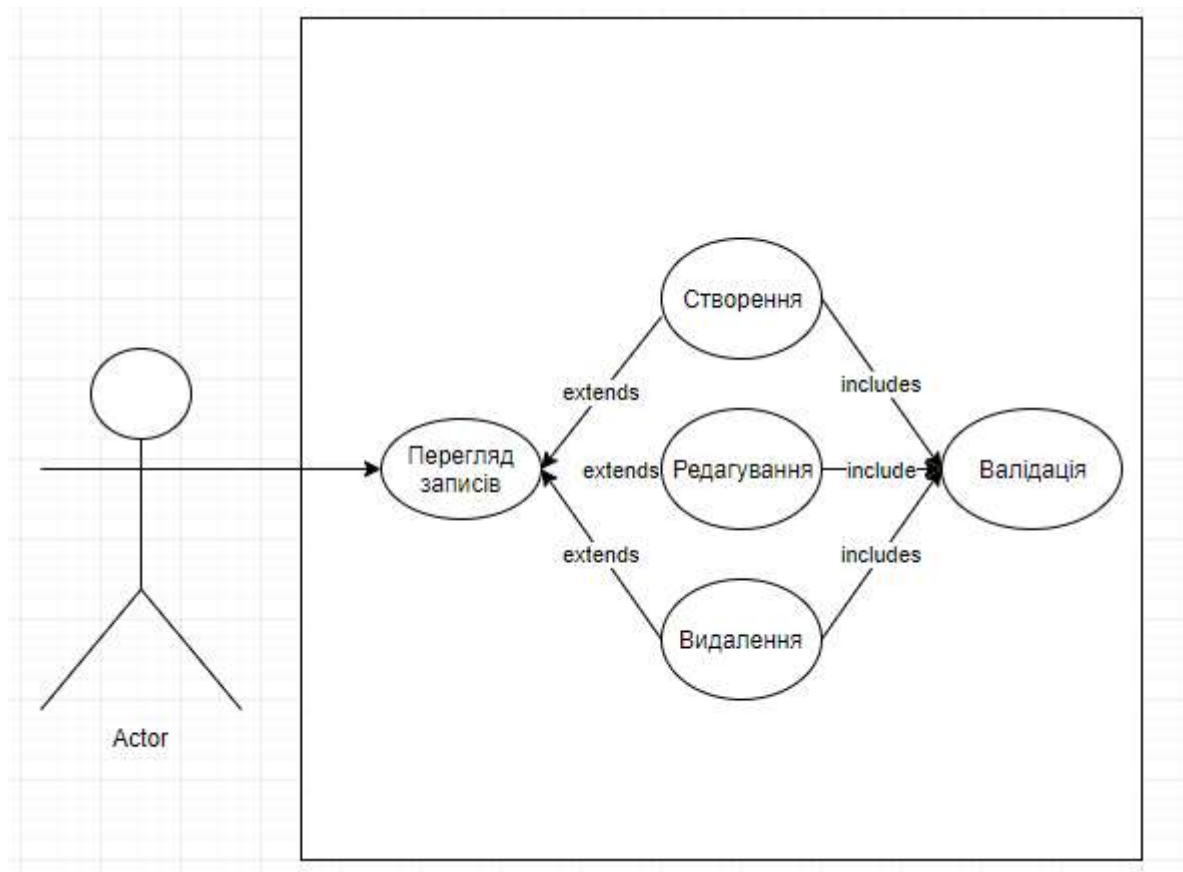 Створення
extends
includes
Перегляд
записів
extends
Редагування
include
Валідація
extends
includes
Видалення
Actor